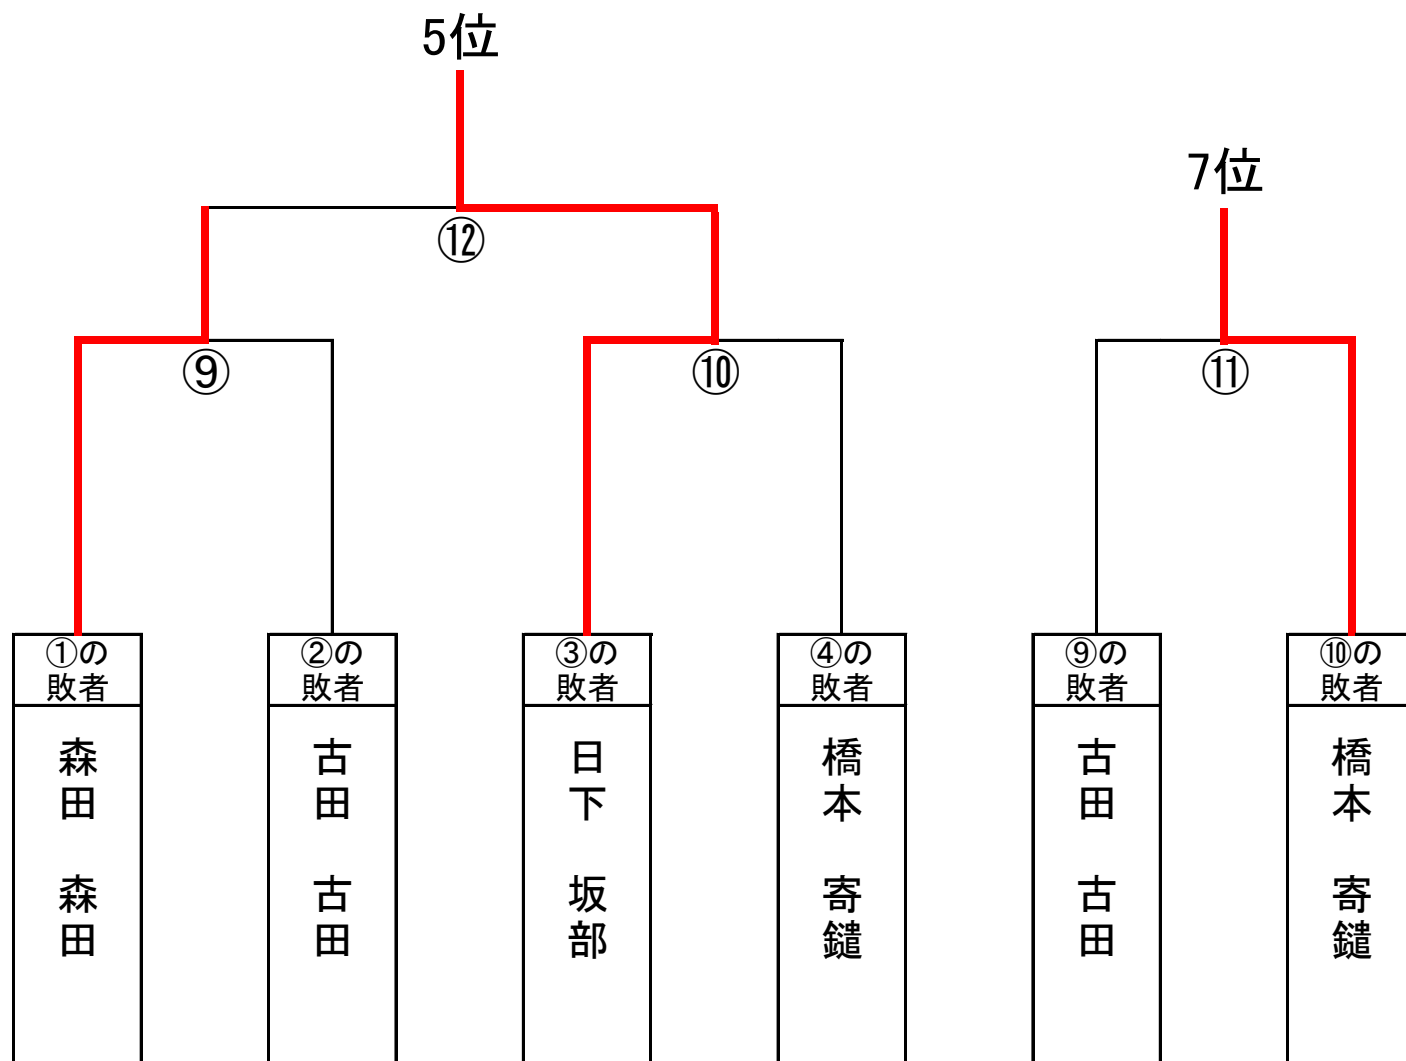 5位
7位
⑫
⑨
⑩
⑪
①の
敗者
②の
敗者
③の
敗者
④の
敗者
⑨の
敗者
⑩の
敗者
森田 森田
古田 古田
日下 坂部
橋本 寄鑓
古田 古田
橋本 寄鑓